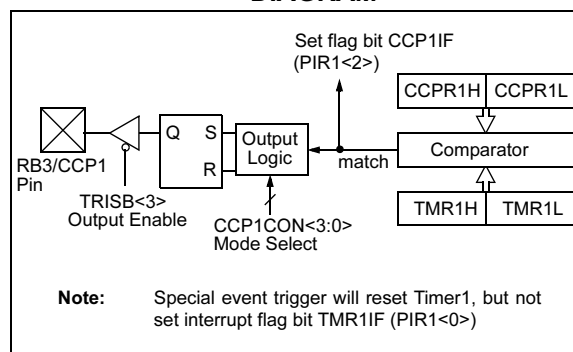 Set flag bit CCP1IF
(PIR1<2>)
CCPR1H CCPR1L
Q S
R
Output
Logic
match
Comparator
RB3/CCP1
Pin
TRISB<3>
Output Enable
CCP1CON<3:0>
Mode Select
TMR1H TMR1L
Note: Special event trigger will reset Timer1, but not
set interrupt flag bit TMR1IF (PIR1<0>)